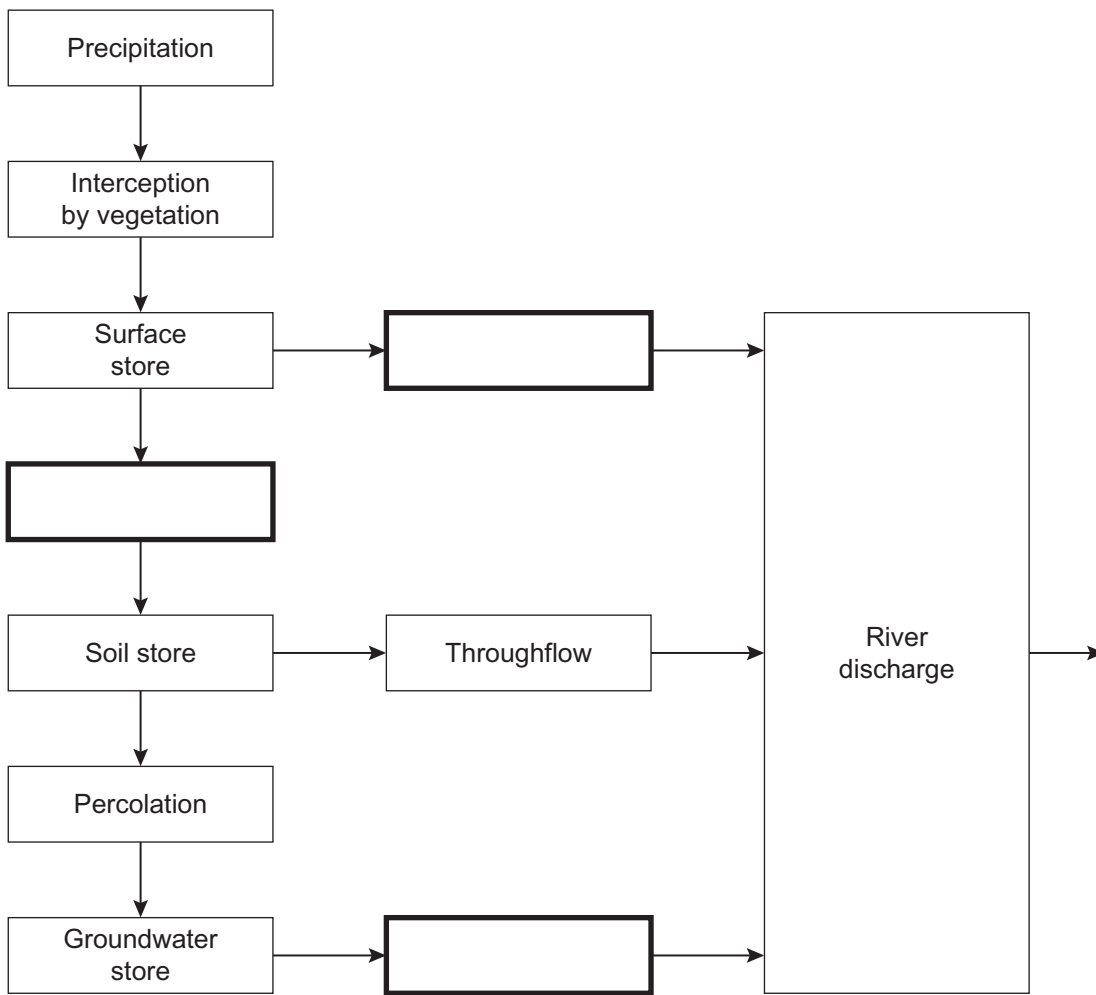 Precipitation
Interception
by vegetation
Surface
store
Soil store
Throughflow
River
discharge
Percolation
Groundwater
store